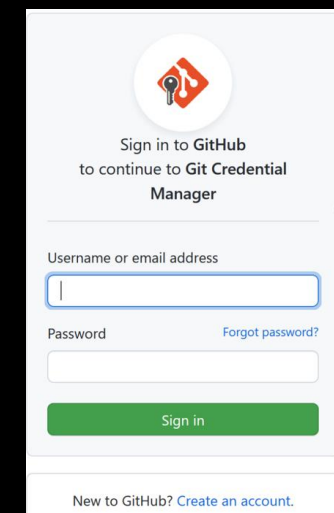 Sign in to GitHub
to continue to Git Credential
Manager
Username or email address
Password Forgot password?
Sign in
New to GitHub? Create an account.